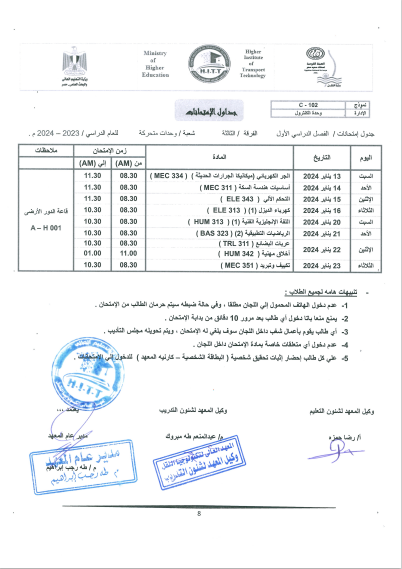 Ministry of Higher Education
H.I.T.T
Higher Institute of Transport Technology
جداول الإمتحانات
نموذج C - 102
الإدارة وحدة الكنترول
جدول إمتحانات / الفصل الدراسي الأول الفرقة / الثالثة شعبة / وحدات متحركة للعام الدراسي / 2023 – 2024 م .
اليوم التاريخ المادة زمن الإمتحان ملاحظات
من (AM) إلي (AM)
السبت 13 يناير 2024 الجر الكهربائي (ميكانيكا الجرارات الحديثة ) ( MEC 334 ) 08.30 11.30
الأحد 14 يناير 2024 أساسيات هندسة السكة ( MEC 311 ) 08.30 11.30
الإثنين 15 يناير 2024 التحكم الآلي ( ELE 343 ) 08.30 11.30
الثلاثاء 16 يناير 2024 كهرباء الديزل (1) ( ELE 313 ) 08.30 10.30
السبت 20 يناير 2024 اللغة الإنجليزية الفنية (1) ( HUM 313 ) 08.30 10.30
الأحد 21 يناير 2024 الرياضيات التطبيقية (2) ( BAS 323 ) 08.30 10.30
الإثنين 22 يناير 2024 عربات البضائع ( TRL 311 ) 08.30 10.30
أخلاق مهنية ( HUM 342 ) 11.00 01.00
الثلاثاء 23 يناير 2024 تكييف وتبريد ( MEC 351 ) 08.30 10.30
قاعة الدور الأرضى
A – H 001
- تنبيهات هامه لجميع الطلاب :
1- عدم دخول الهاتف المحمول إلي اللجان مطلقا ، وفي حالة ضبطه سيتم حرمان الطالب من الإمتحان .
2- يمنع منعا باتا دخول أي طالب بعد مرور 10 دقائق من بداية الإمتحان .
3- أي طالب يقوم بأعمال شغب داخل اللجان سوف يلغي له الإمتحان ، ويتم تحويله مجلس التأديب .
4- عدم دخول أي متعلقات خاصة بمادة الإمتحان داخل اللجان .
5- علي كل طالب إحضار إثبات تحقيق شخصية ( البطاقة الشخصية – كارنيه المعهد ) للدخول إلي الإمتحانات .
وكيل المعهد لشئون التعليم وكيل المعهد لشئون التدريب يعتمد ،،،
أ/ رضا حمزه م/ عبدالمنعم طه مبروك مدير عام المعهد
م / طه رجب إبراهيم
المعهد العالى لتكنولوجيا النقل
وكيل المعهد لشئون التدريب
مدير عام المعهد
م. طه رجب إبراهيم
H.I.T.T
8